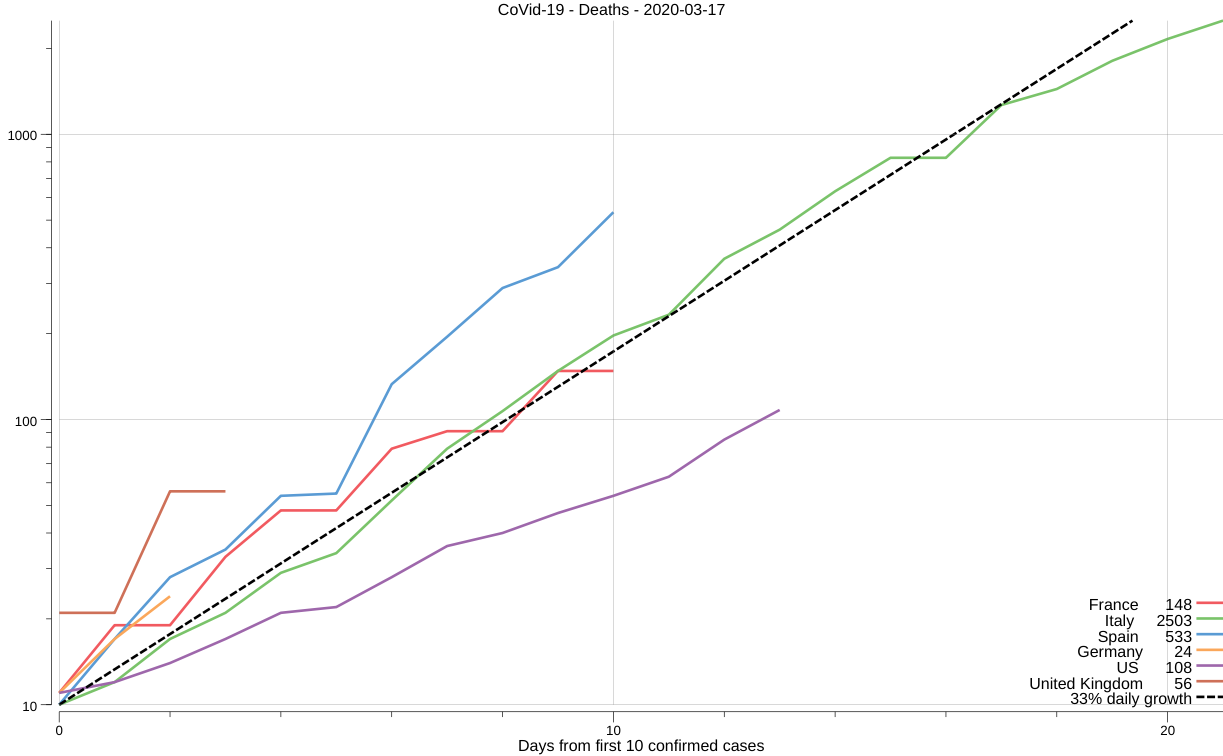 CoVid-19 - Deaths - 2020-03-17
1000
100
10
France 148
Italy 2503
Spain 533
Germany 24
US 108
United Kingdom 56
33% daily growth
0 10 20
Days from first 10 confirmed cases